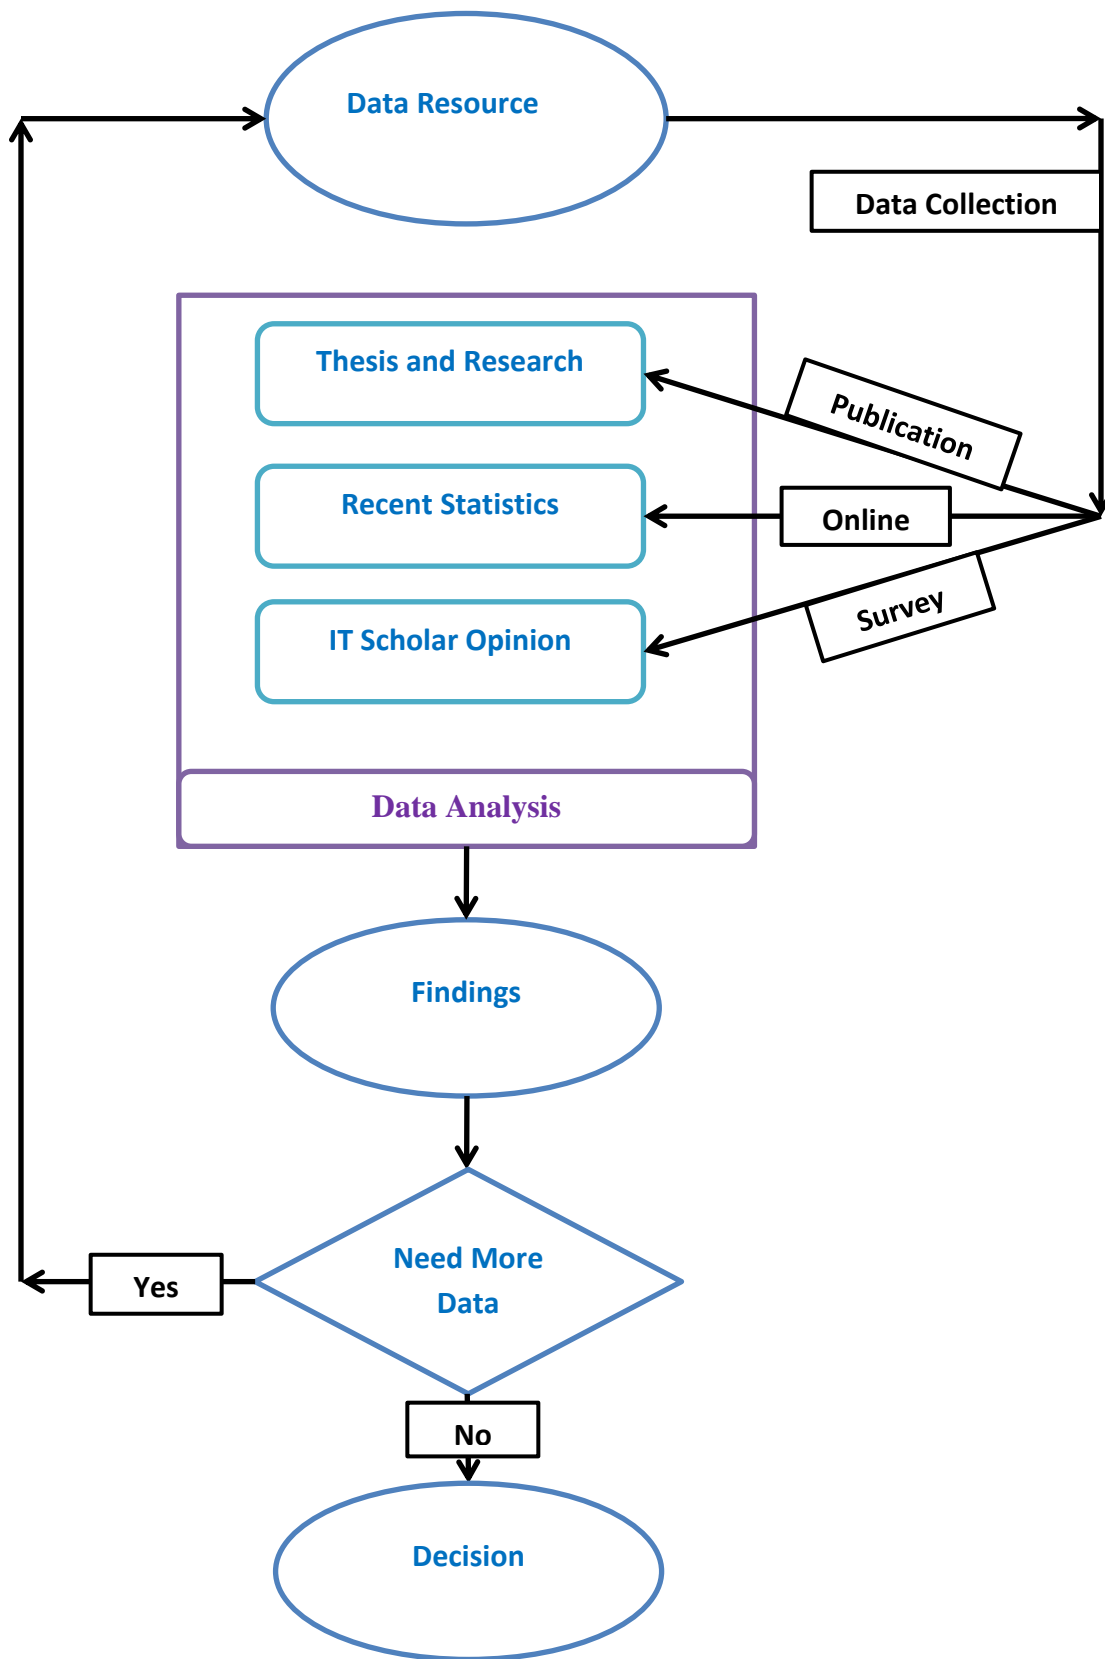 Data Resource
Data Collection
Thesis and Research
Publication
Recent Statistics
Online
IT Scholar Opinion
Survey
Data Analysis
Findings
Need More
Data
Yes
No
Decision